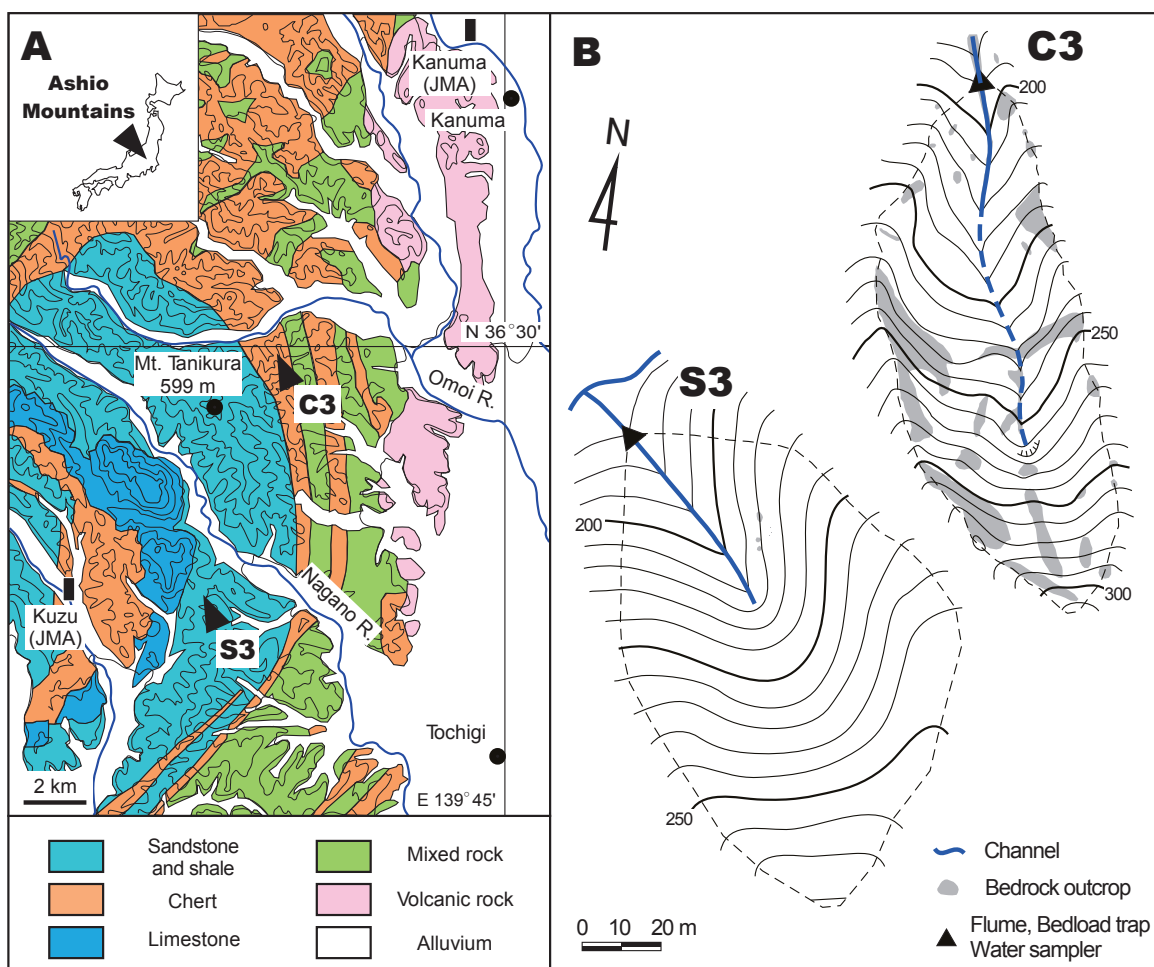 A
Ashio
Mountains
Kanuma
(JMA)
Kanuma
N 36°30'
Mt. Tanikura
599 m
C3
Omoi R.
Nagano R.
Kuzu
(JMA)
S3
Tochigi
2 km
E 139°45'
Sandstone
and shale
Chert
Limestone
Mixed rock
Volcanic rock
Alluvium
B
C3
N
200
250
300
S3
200
250
Channel
Bedrock outcrop
Flume, Bedload trap
Water sampler
0 10 20 m